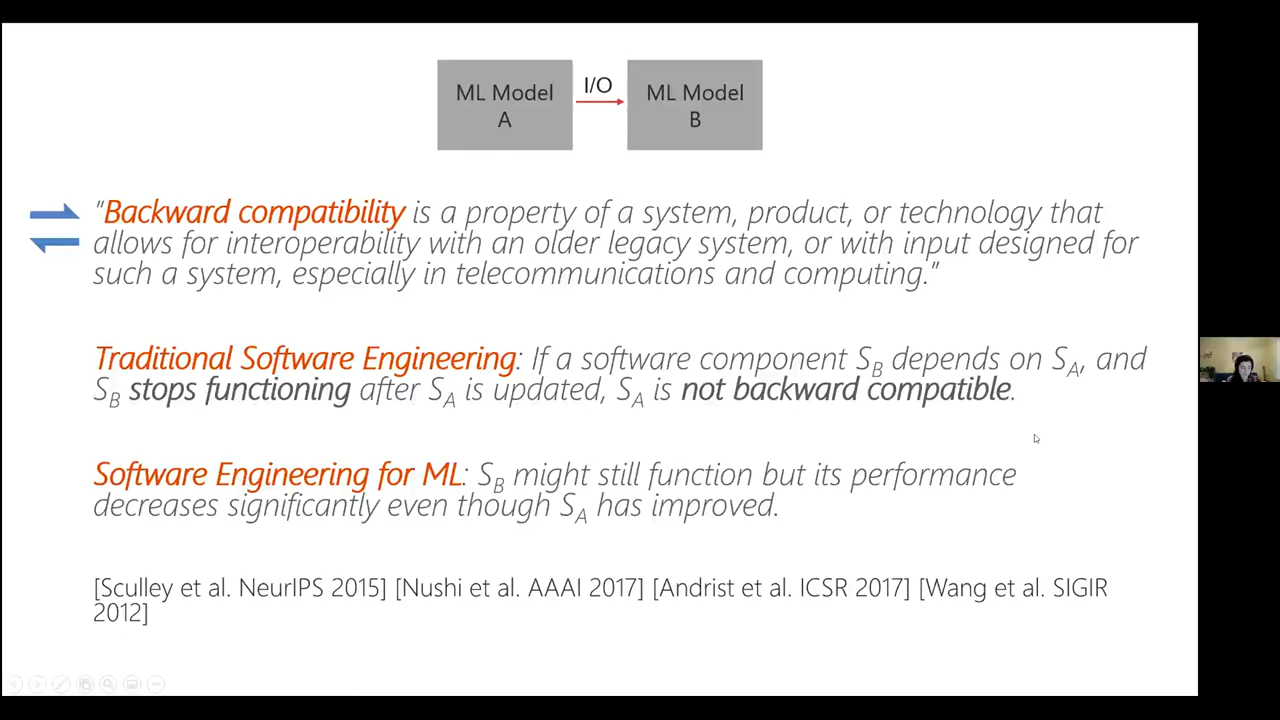 ML Model
A
I/O
ML Model
B
"Backward compatibility is a property of a system, product, or technology that
allows for interoperability with an older legacy system, or with input designed for
such a system, especially in telecommunications and computing."
Traditional Software Engineering: If a software component S_B depends on S_A, and
S_B stops functioning after S_A is updated, S_A is not backward compatible.
Software Engineering for ML: S_B might still function but its performance
decreases significantly even though S_A has improved.
[Sculley et al. NeurIPS 2015] [Nushi et al. AAAI 2017] [Andrist et al. ICSR 2017] [Wang et al. SIGIR
2012]